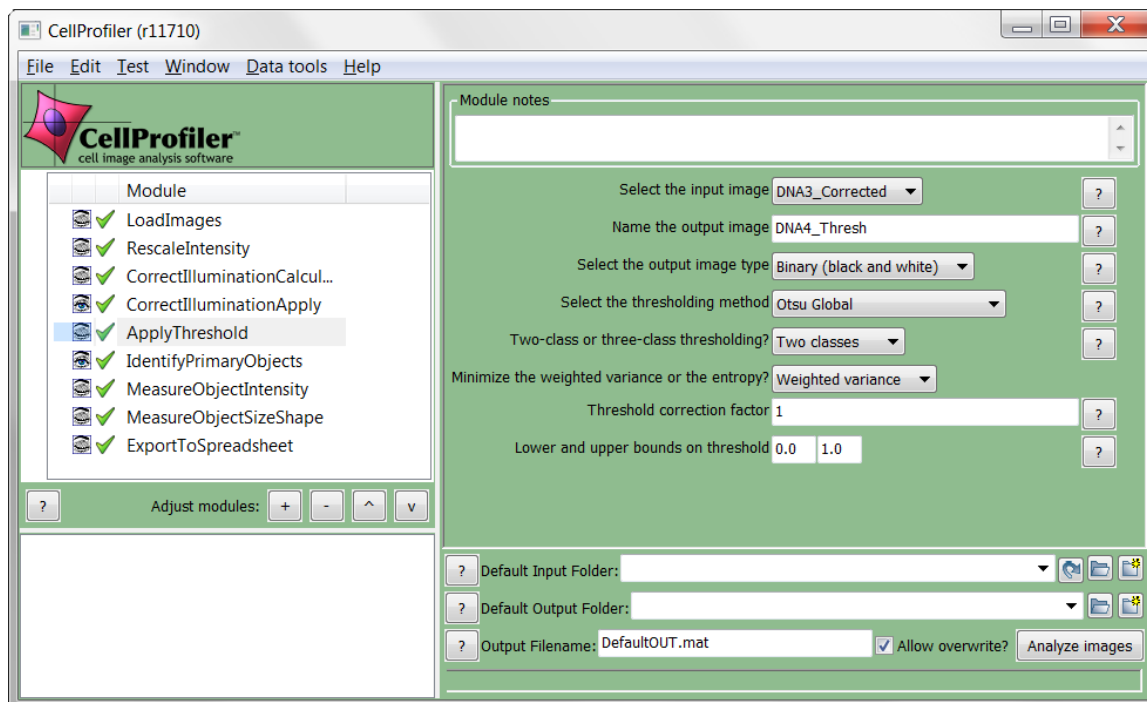 CellProfiler (r11710)
File Edit Test Window Data tools Help
CellProfiler™
cell image analysis software
Module
LoadImages
RescaleIntensity
CorrectIlluminationCalcul...
CorrectIlluminationApply
ApplyThreshold
IdentifyPrimaryObjects
MeasureObjectIntensity
MeasureObjectSizeShape
ExportToSpreadsheet
? Adjust modules: + - ^ v
Module notes
Select the input image DNA3_Corrected ?
Name the output image DNA4_Thresh ?
Select the output image type Binary (black and white) ?
Select the thresholding method Otsu Global ?
Two-class or three-class thresholding? Two classes ?
Minimize the weighted variance or the entropy? Weighted variance
Threshold correction factor 1 ?
Lower and upper bounds on threshold 0.0 1.0 ?
? Default Input Folder:
? Default Output Folder:
? Output Filename: DefaultOUT.mat Allow overwrite? Analyze images